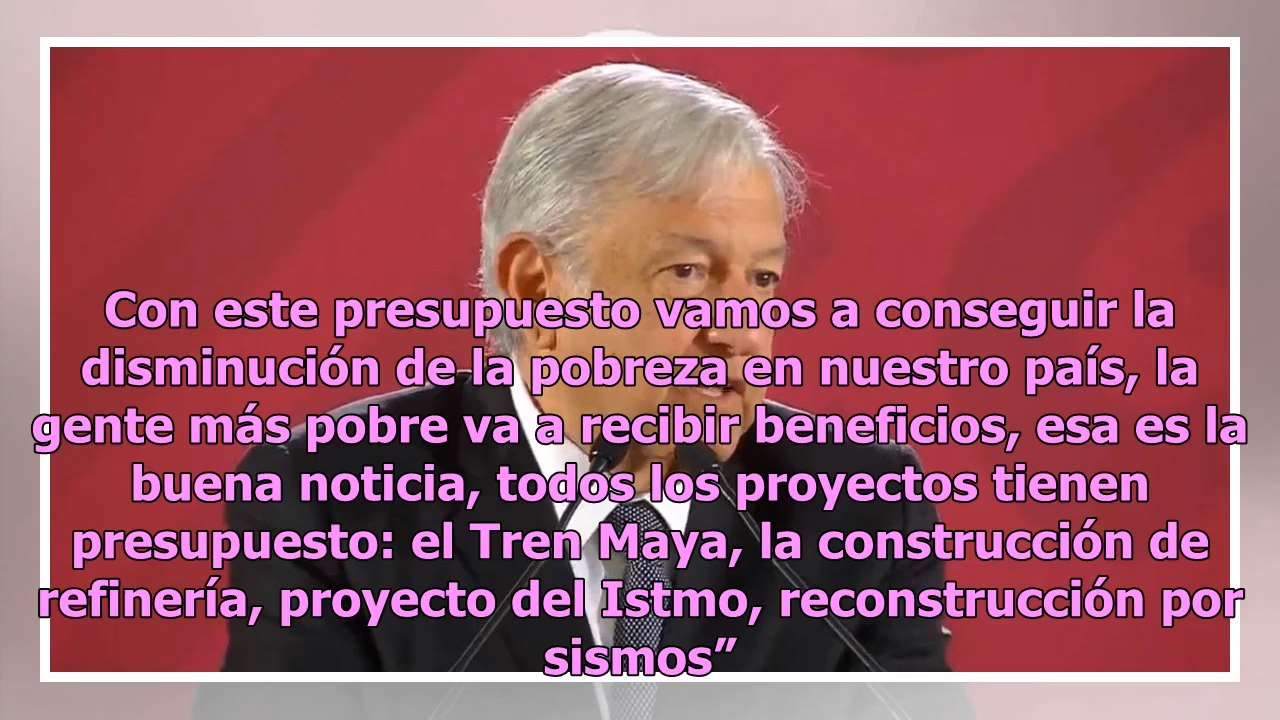 Con este presupuesto vamos a conseguir la
disminución de la pobreza en nuestro país, la
gente más pobre va a recibir beneficios, esa es la
buena noticia, todos los proyectos tienen
presupuesto: el Tren Maya, la construcción de
refinería, proyecto del Istmo, reconstrucción por
sismos”